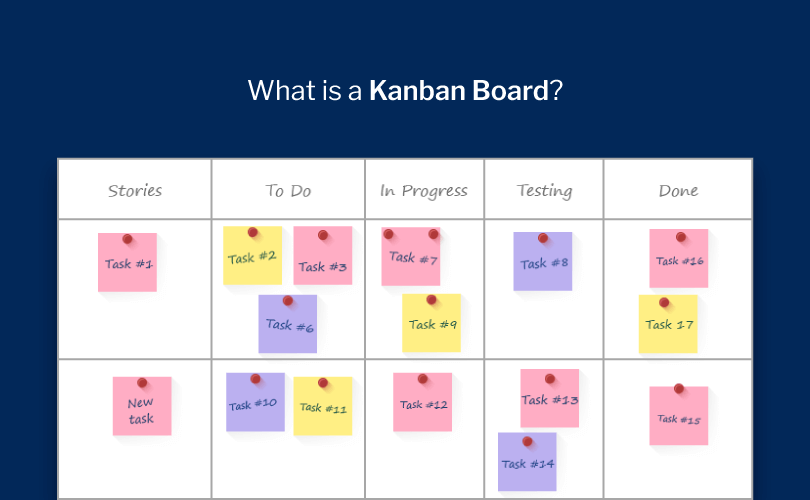 What is a Kanban Board?
Stories
To Do
In Progress
Testing
Done
Task #1
Task #2
Task #3
Task #6
Task #7
Task #9
Task #8
Task #16
Task 17
New
task
Task #10
Task #11
Task #12
Task #13
Task #14
Task #15